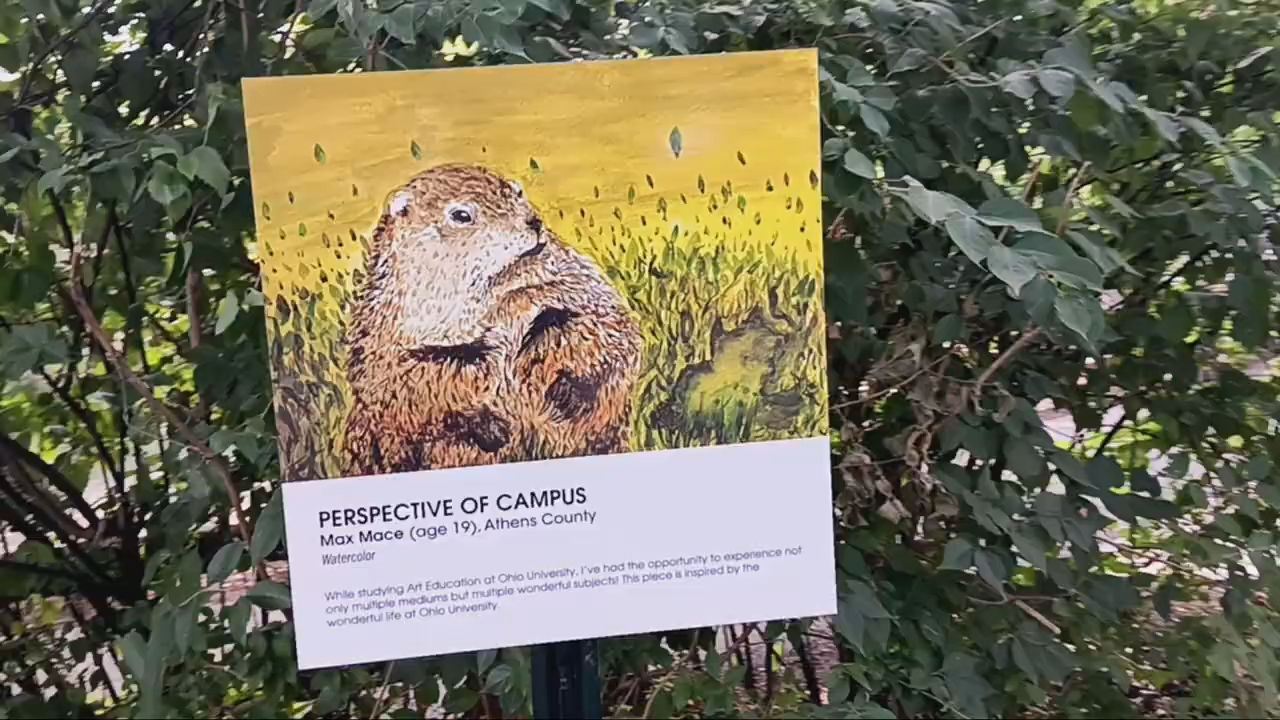 PERSPECTIVE OF CAMPUS
Max Mace (age 19), Athens County
Watercolor
While studying Art Education at Ohio University, I've had the opportunity to experience not
only multiple mediums but multiple wonderful subjects! This piece is inspired by the
wonderful life at Ohio University.